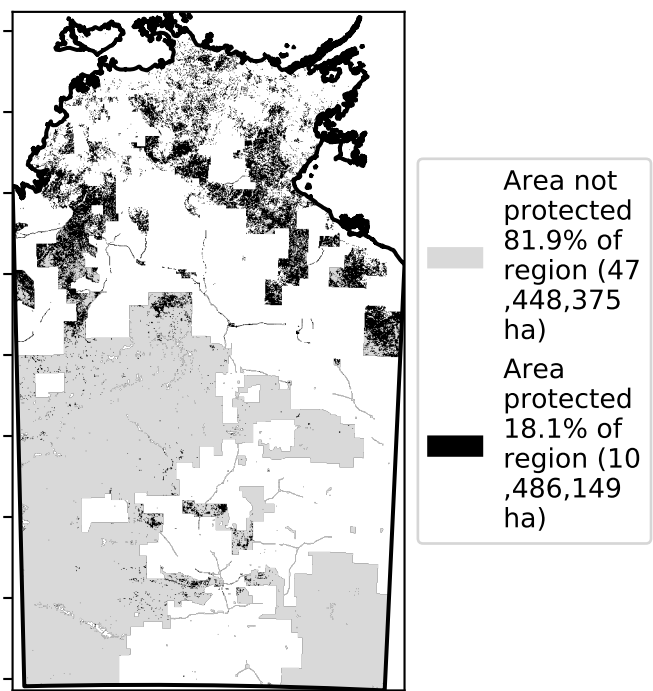 Area not
protected
81.9% of
region (47
,448,375
ha)
Area
protected
18.1% of
region (10
,486,149
ha)